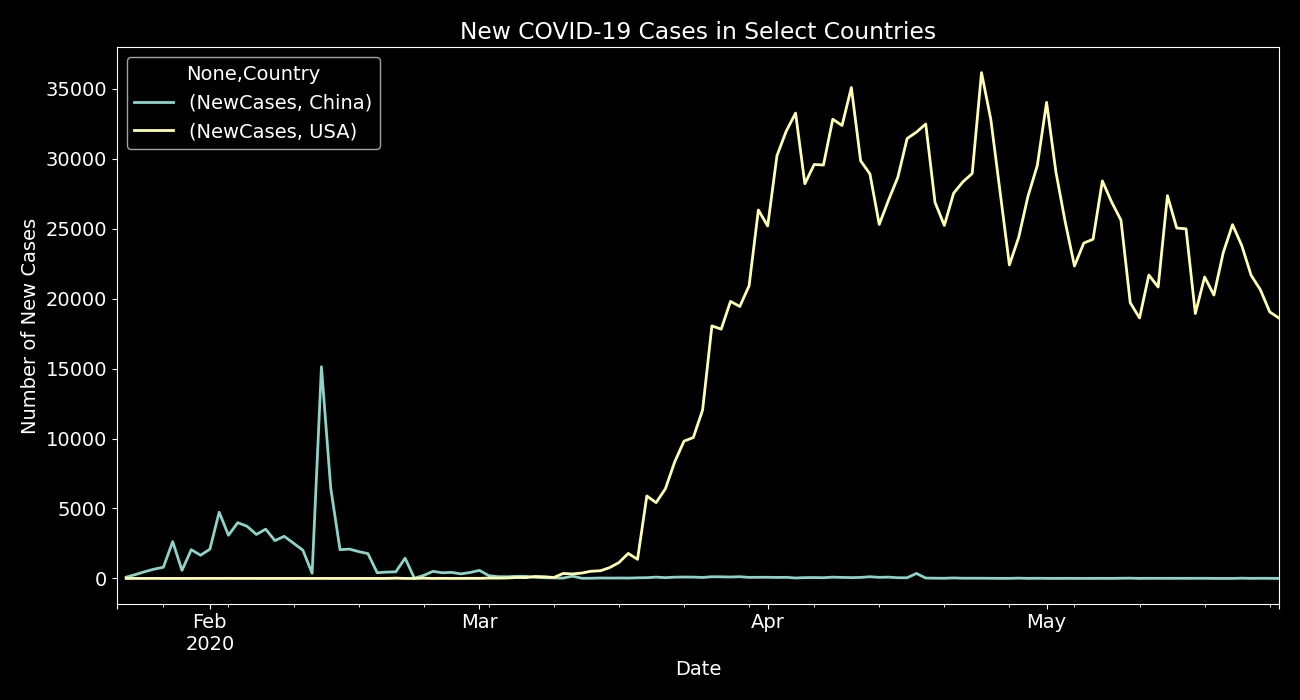 New COVID-19 Cases in Select Countries
None,Country
(NewCases, China)
(NewCases, USA)
Number of New Cases
35000
30000
25000
20000
15000
10000
5000
0
Feb
2020
Mar
Apr
May
Date